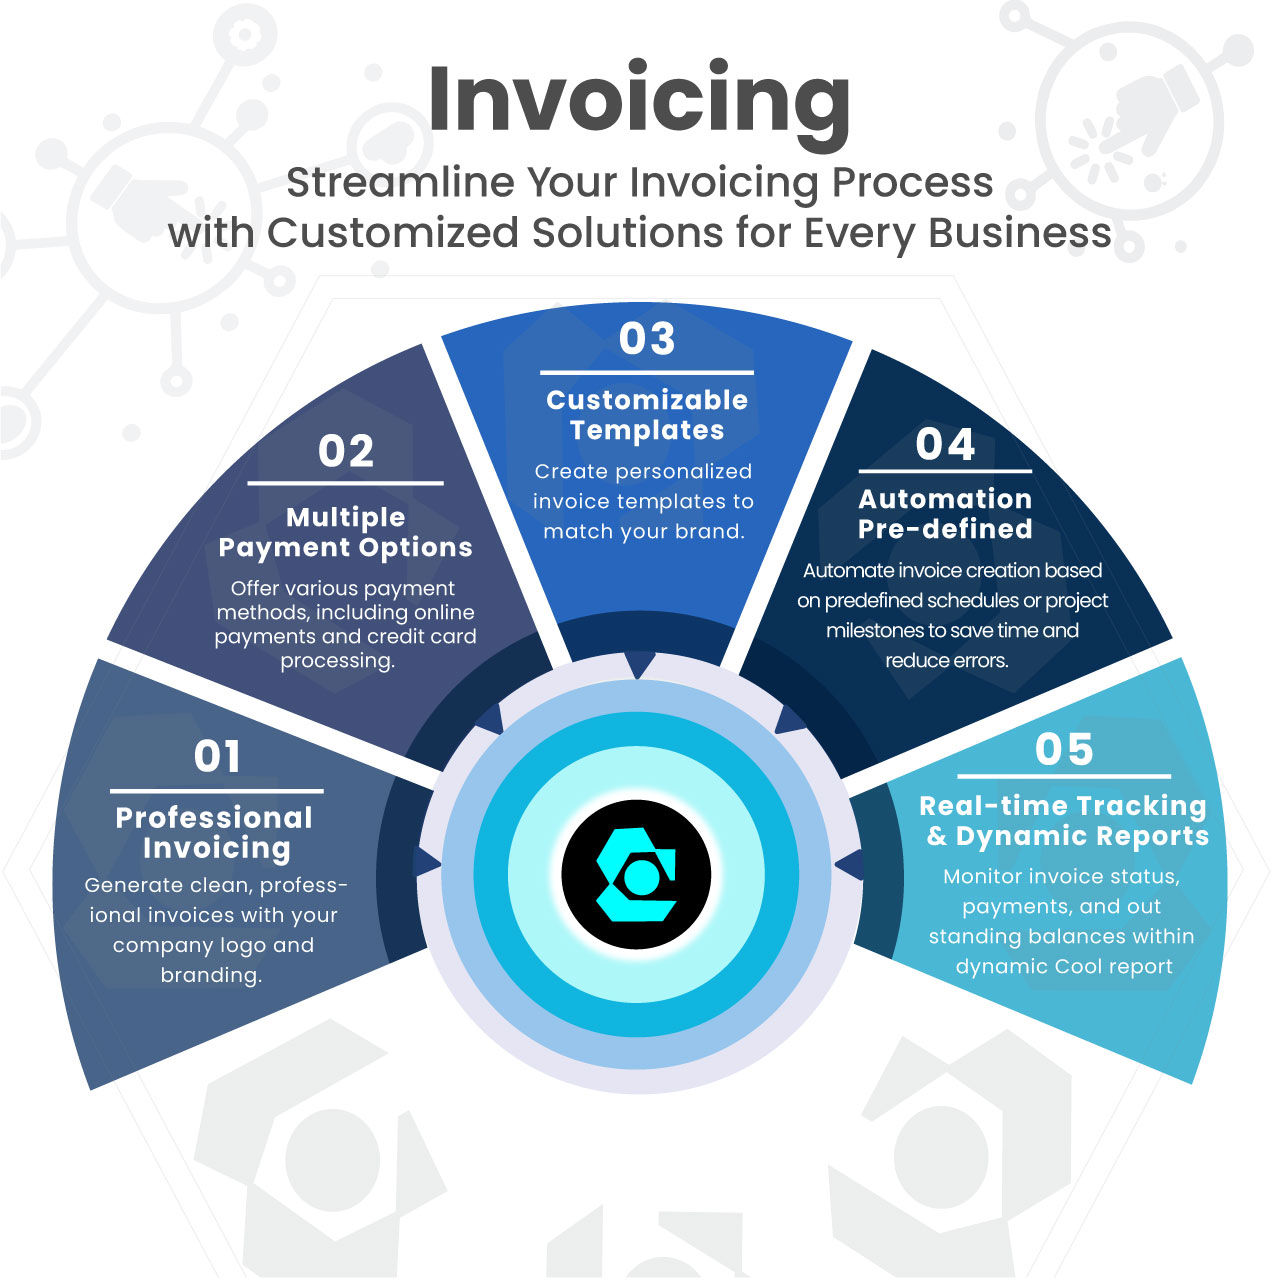 Invoicing
Streamline Your Invoicing Process
with Customized Solutions for Every Business
01
Professional
Invoicing
Generate clean, profess-
ional invoices with your
company logo and
branding.
02
Multiple
Payment Options
Offer various payment
methods, including online
payments and credit card
processing.
03
Customizable
Templates
Create personalized
invoice templates to
match your brand.
04
Automation
Pre-defined
Automate invoice creation based
on predefined schedules or project
milestones to save time and
reduce errors.
05
Real-time Tracking
& Dynamic Reports
Monitor invoice status,
payments, and out
standing balances within
dynamic Cool report